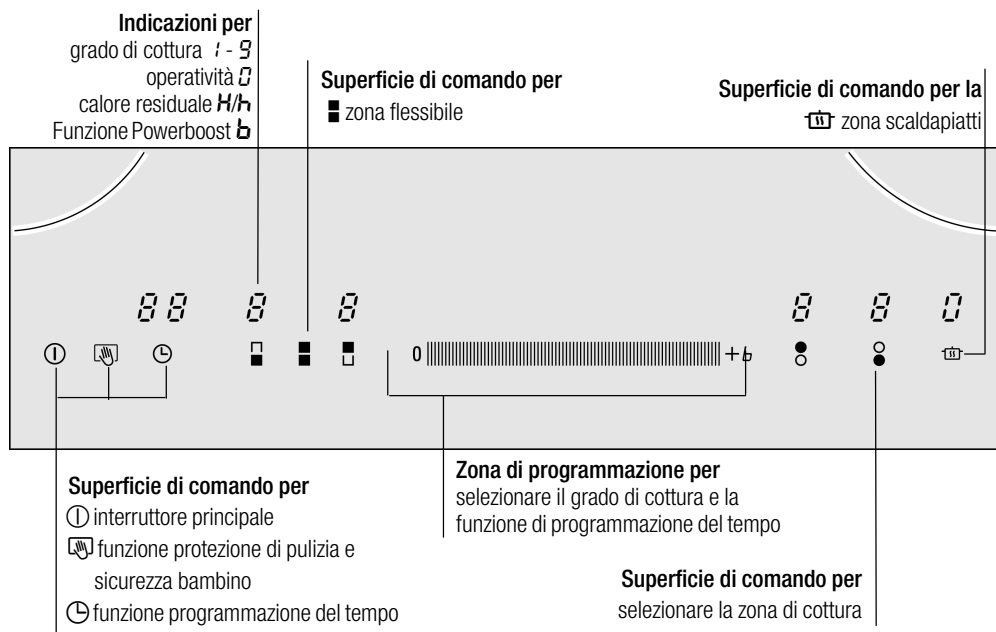 Indicazioni per
grado di cottura 1 - 9
operatività 0
calore residuale H/h
Funzione Powerboost b
Superficie di comando per
zona flessibile
Superficie di comando per la
zona scaldapiatti
8 8 8 8 8 8 0
0 + b
Superficie di comando per
interruttore principale
funzione protezione di pulizia e
sicurezza bambino
funzione programmazione del tempo
Zona di programmazione per
selezionare il grado di cottura e la
funzione di programmazione del tempo
Superficie di comando per
selezionare la zona di cottura